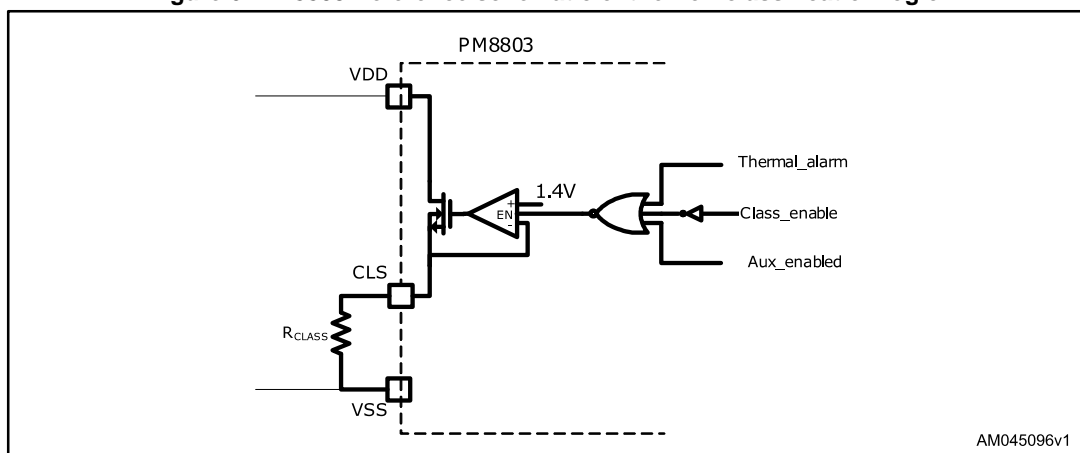 PM8803
VDD
Thermal_alarm
1.4V
+
EN
-
Class_enable
Aux_enabled
CLS
RCLASS
VSS
AM045096v1